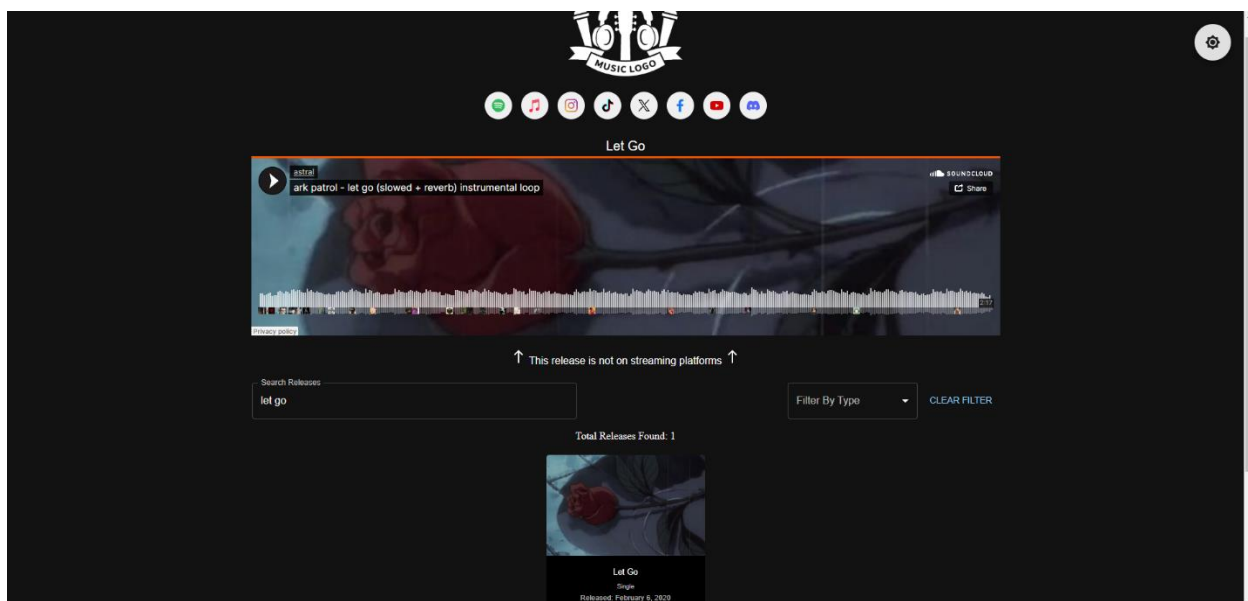 MUSIC LOGO
Let Go
astral
SOUNDCLOUD
ark patrol - let go (slowed + reverb) instrumental loop
Share
2:17
Privacy policy
↑ This release is not on streaming platforms ↑
Search Releases
let go
Filter By Type
CLEAR FILTER
Total Releases Found: 1
Let Go
Single
Released: February 6, 2020